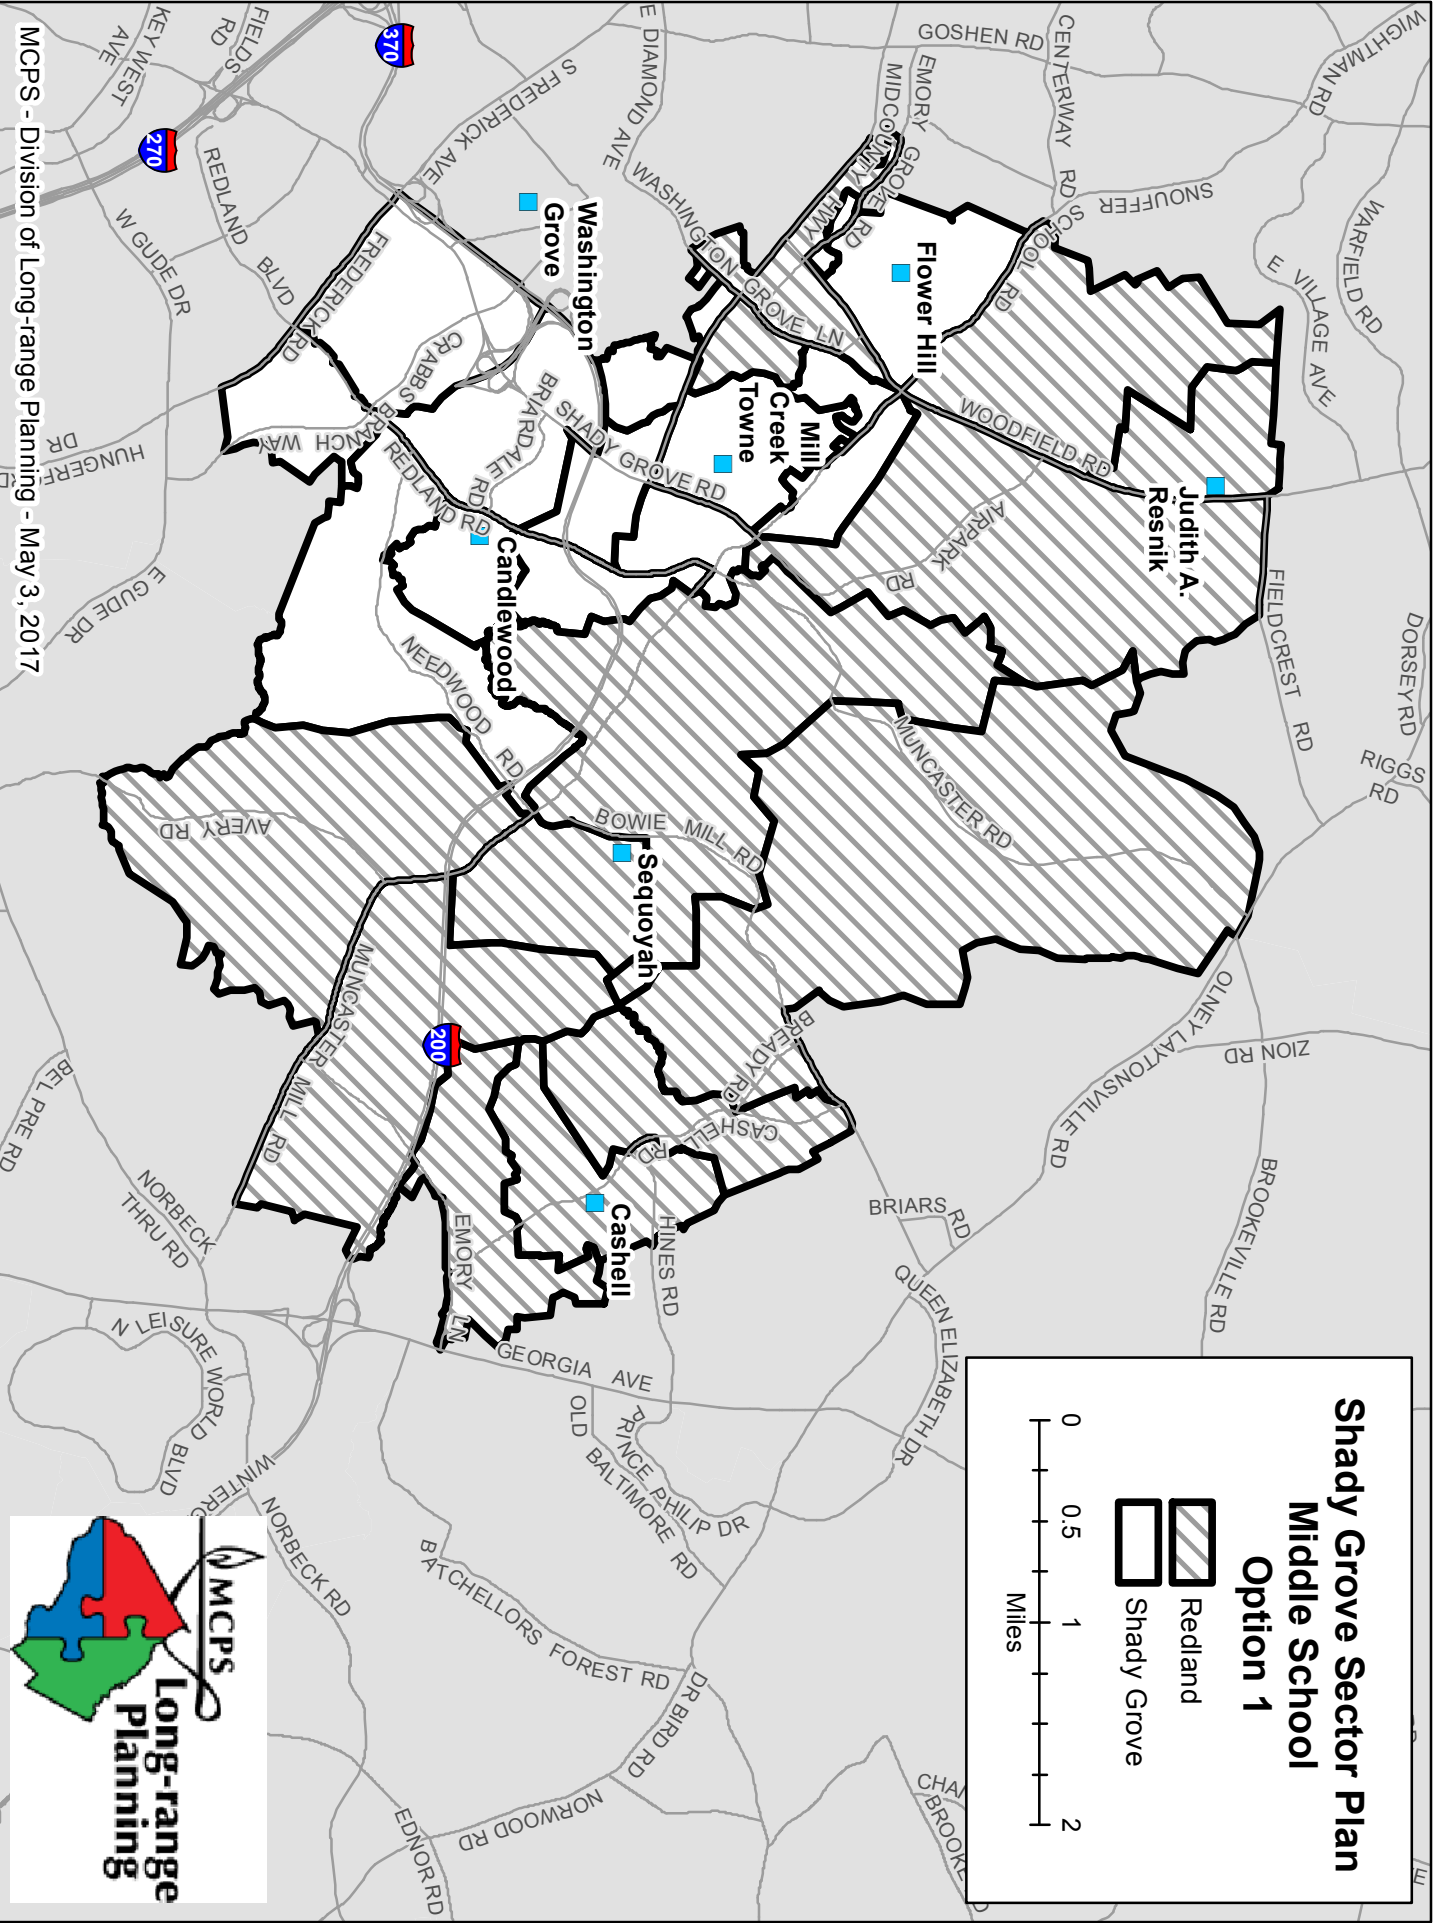 Shady Grove Sector Plan
Middle School
Option 1
Redland
Shady Grove
0 0.5 1 2
Miles
WIGHTMAN RD
GOSHEN RD
CENTERWAY RD
SNOUFFER SCHOOL RD
WARFIELD RD
E VILLAGE AVE
EMORY GROVE RD
MIDCOUNTY HWY
E DIAMOND AVE
WASHINGTON GROVE LN
S FREDERICK AVE
FIELDS RD
KEY WEST AVE
370
270
REDLAND BLVD
W GUDE DR
FREDERICK RD
CRABBS BRANCH WAY
HUNGERFORD DR
E GUDE DR
REDLAND RD
BRIARDALE RD
SHADY GROVE RD
NEEDWOOD RD
WOODFIELD RD
AIRPARK RD
FIELDCREST RD
DORSEY RD
RIGGS RD
MUNCASTER RD
BOWIE MILL RD
AVERY RD
MUNCASTER MILL RD
200
BREADY RD
CASHELL RD
HINES RD
EMORY LN
GEORGIA AVE
OLNEY LAYTONSVILLE RD
ZION RD
BROOKEVILLE RD
BRIARS RD
QUEEN ELIZABETH DR
PRINCE PHILIP DR
OLD BALTIMORE RD
BEL PRE RD
NORBECK THRU RD
N LEISURE WORLD BLVD
NORBECK RD
BATCHELLORS FOREST RD
DR BIRD RD
NORWOOD RD
EDNOR RD
Flower Hill
Judith A.
Resnik
Washington
Grove
Mill
Creek
Towne
Candlewood
Sequoyah
Cashell
MCPS
Long-range
Planning
MCPS - Division of Long-range Planning - May 3, 2017